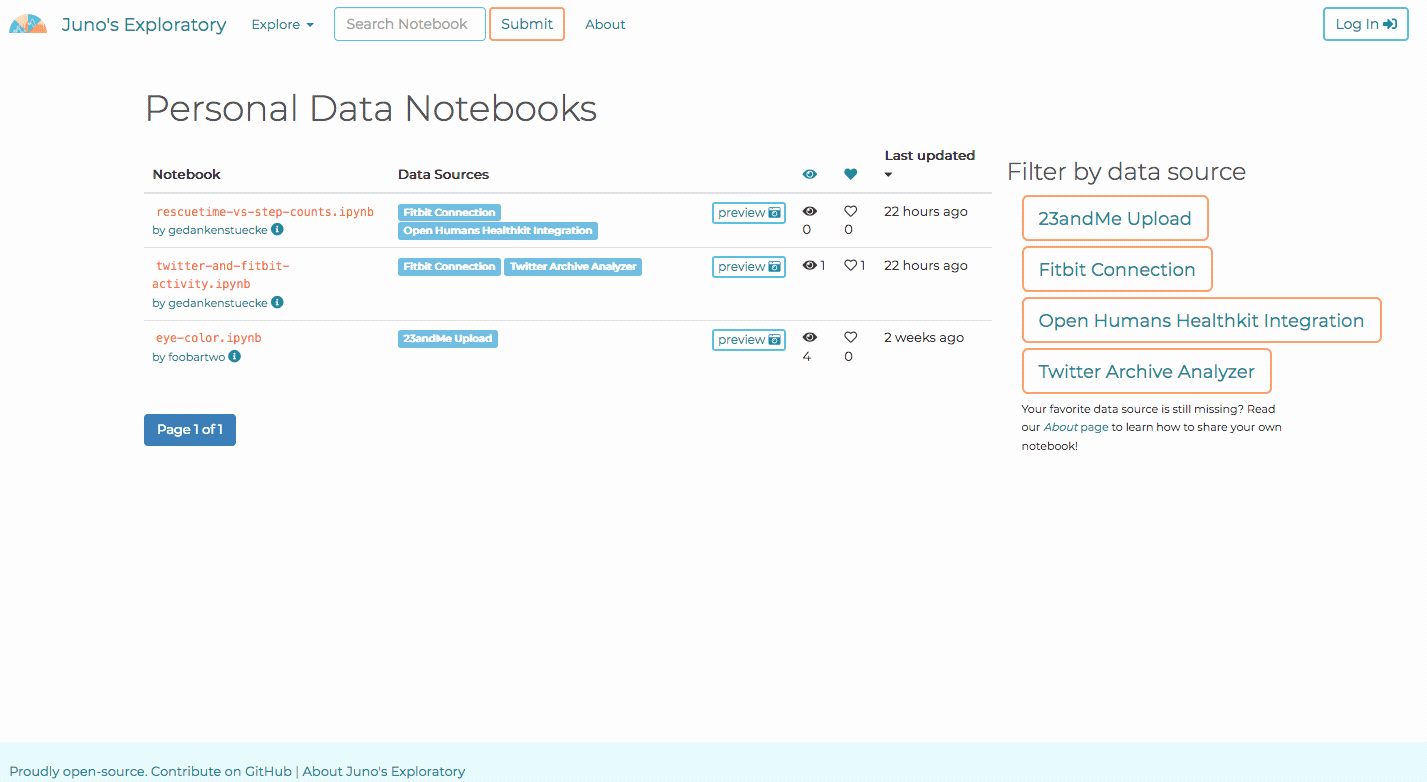 Juno's Exploratory Explore Search Notebook Submit About Log In
Personal Data Notebooks
Notebook Data Sources Last updated
rescuetime-vs-step-counts.ipynb Fitbit Connection preview 0 0 22 hours ago
by gedankenstuecke Open Humans Healthkit Integration
twitter-and-fitbit- Fitbit Connection Twitter Archive Analyzer preview 1 1 22 hours ago
activity.ipynb
by gedankenstuecke
eye-color.ipynb 23andMe Upload preview 4 0 2 weeks ago
by foobartwo
Page 1 of 1
Filter by data source
23andMe Upload
Fitbit Connection
Open Humans Healthkit Integration
Twitter Archive Analyzer
Your favorite data source is still missing? Read
our About page to learn how to share your own
notebook!
Proudly open-source. Contribute on GitHub | About Juno's Exploratory